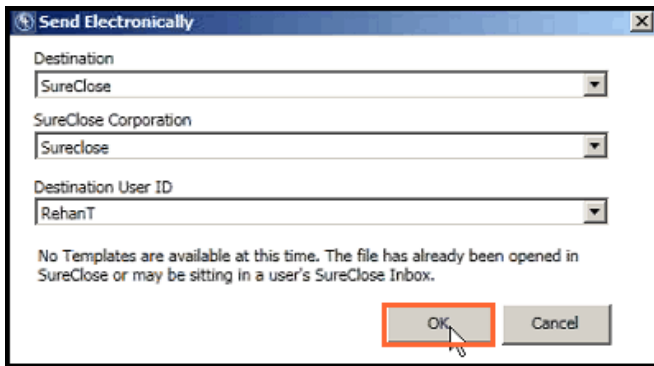 Send Electronically
Destination
SureClose
SureClose Corporation
Sureclose
Destination User ID
RehanT
No Templates are available at this time. The file has already been opened in
SureClose or may be sitting in a user's SureClose Inbox.
OK Cancel